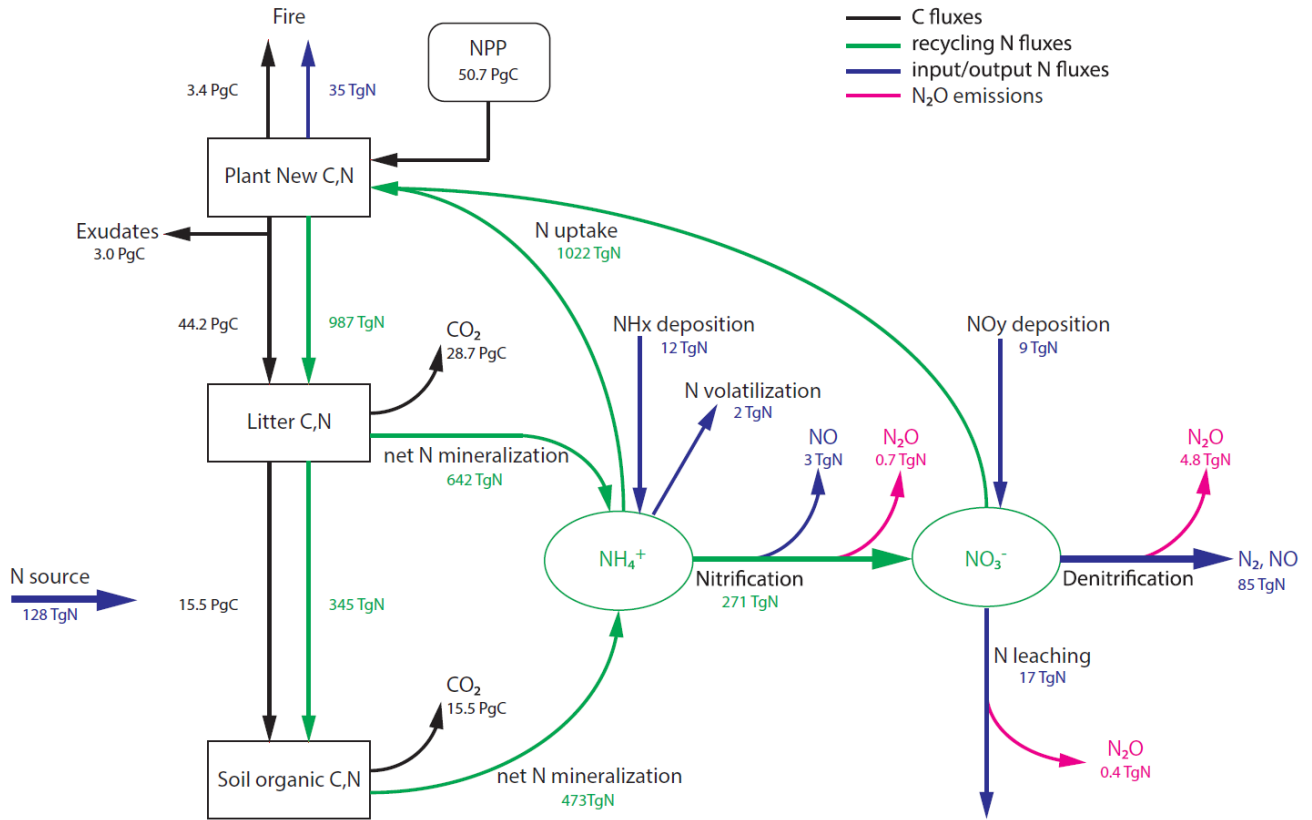 Fire
C fluxes
recycling N fluxes
input/output N fluxes
N₂O emissions
NPP
50.7 PgC
3.4 PgC
35 TgN
Plant New C,N
Exudates
3.0 PgC
N uptake
1022 TgN
44.2 PgC
987 TgN
CO₂
28.7 PgC
NHx deposition
12 TgN
NOy deposition
9 TgN
N volatilization
2 TgN
Litter C,N
net N mineralization
642 TgN
NO
3 TgN
N₂O
0.7 TgN
N₂O
4.8 TgN
NH₄⁺
Nitrification
271 TgN
NO₃⁻
Denitrification
N₂, NO
85 TgN
N source
128 TgN
15.5 PgC
345 TgN
N leaching
17 TgN
CO₂
15.5 PgC
Soil organic C,N
net N mineralization
473TgN
N₂O
0.4 TgN